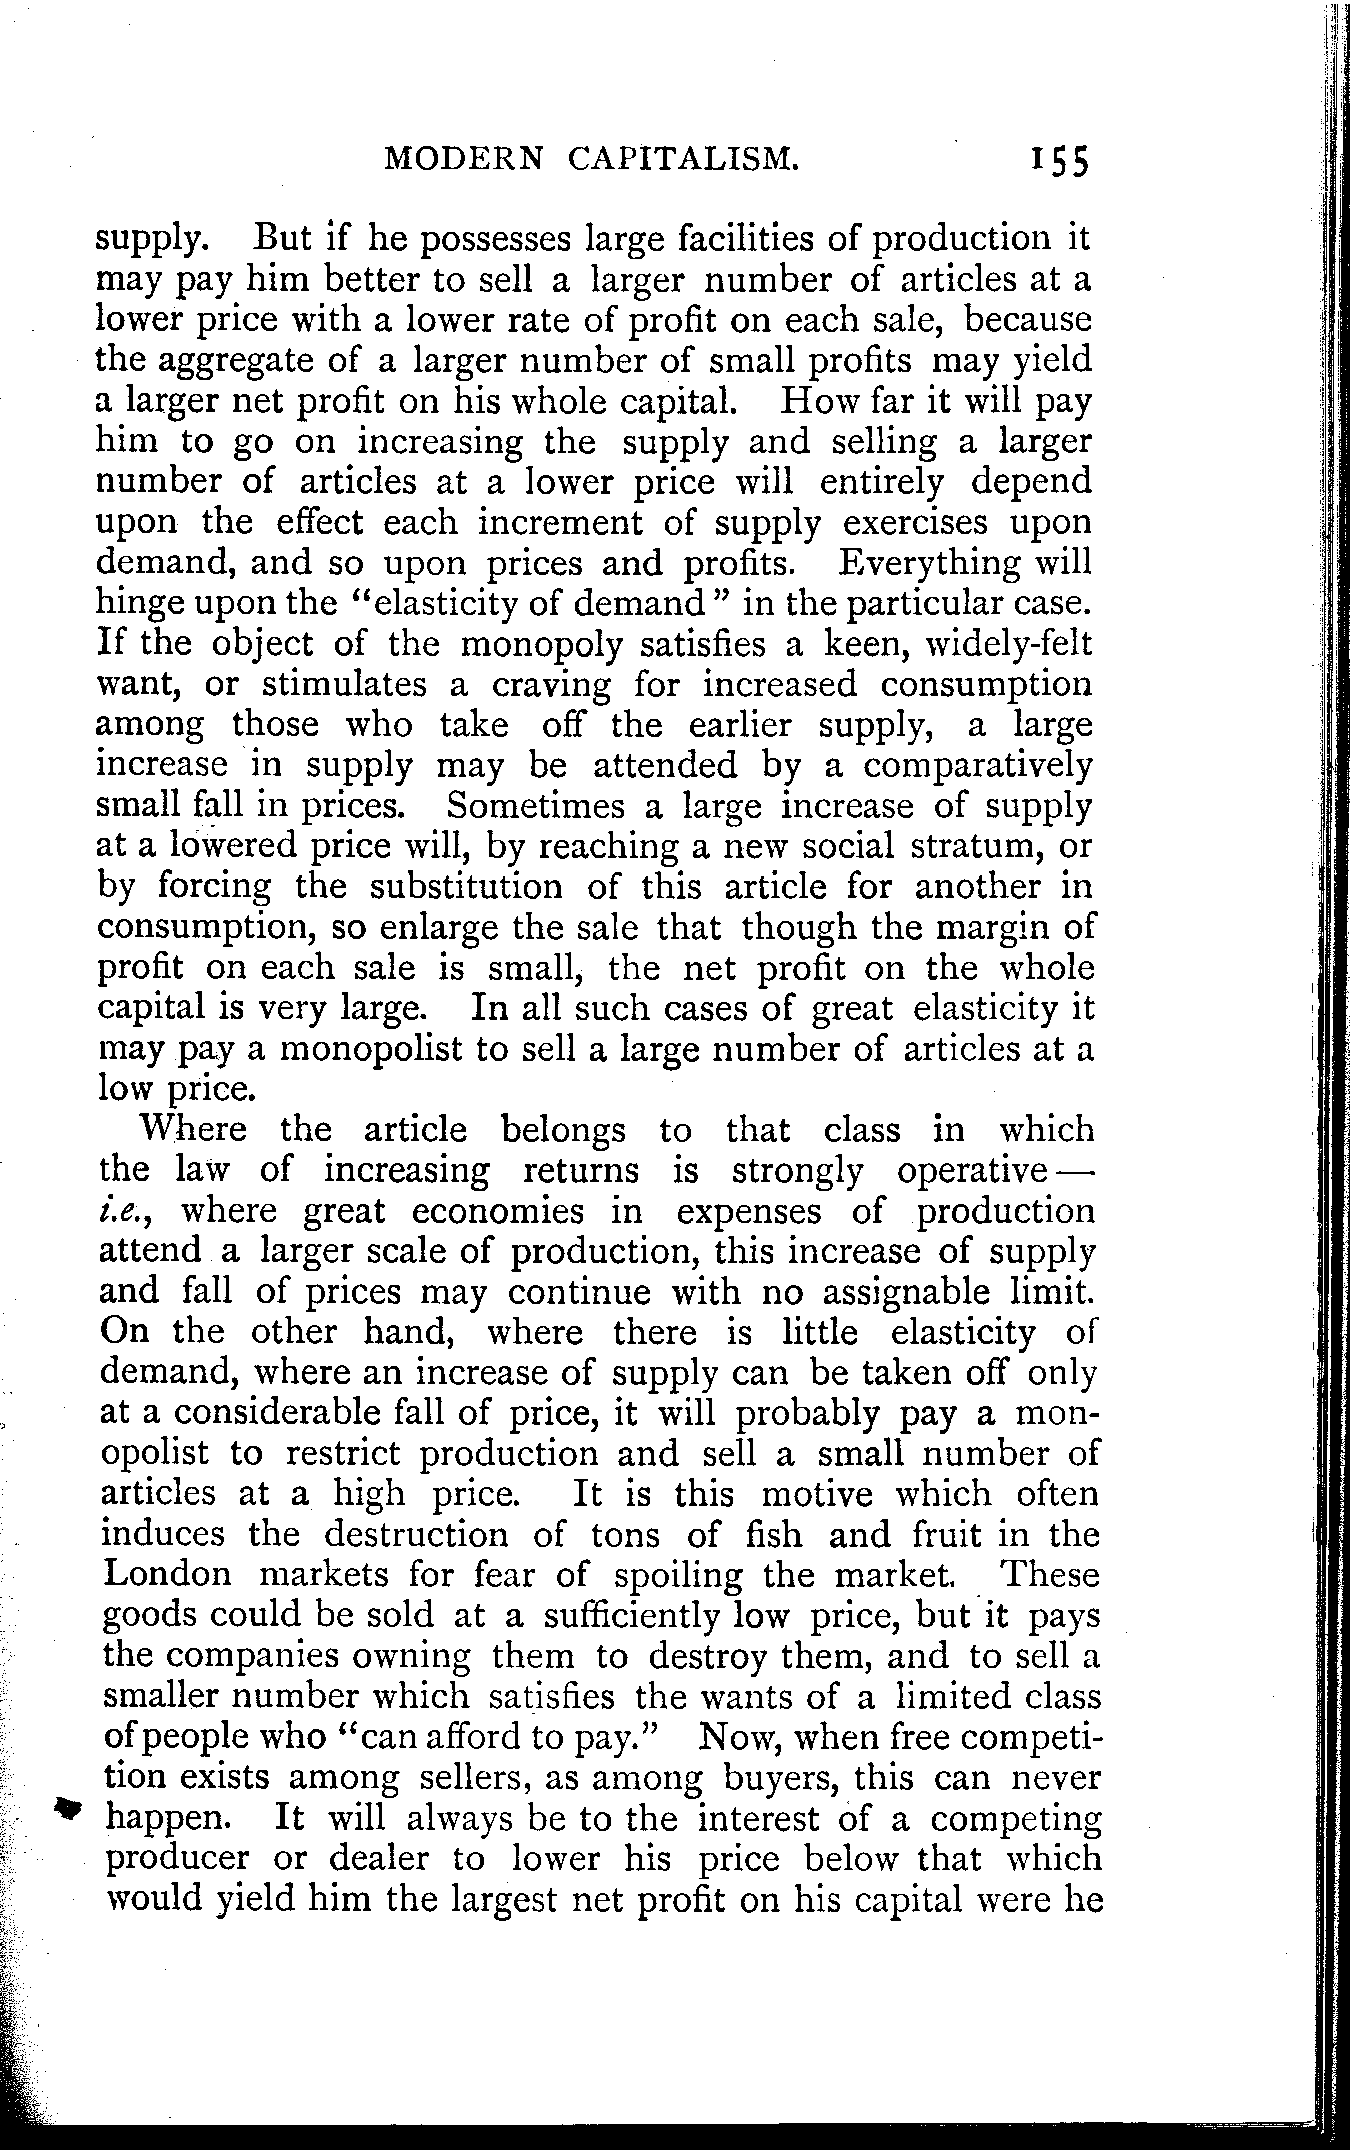 MODERN CAPITALISM. 155
supply. But if he possesses large facilities of production it
may pay him better to sell a larger number of articles at a
lower price with a lower rate of profit on each sale, because
the aggregate of a larger number of small profits may yield
a larger net profit on his whole capital. How far it will pay
him to go on increasing the supply and selling a larger
number of articles at a lower price will entirely depend
upon the effect each increment of supply exercises upon
demand, and so upon prices and profits. Everything will
hinge upon the “elasticity of demand” in the particular case.
If the object of the monopoly satisfies a keen, widely-felt
want, or stimulates a craving for increased consumption
among those who take off the earlier supply, a large
increase in supply may be attended by a comparatively
small fall in prices. Sometimes a large increase of supply
at a lowered price will, by reaching a new social stratum, or
by forcing the substitution of this article for another in
consumption, so enlarge the sale that though the margin of
profit on each sale is small, the net profit on the whole
capital is very large. In all such cases of great elasticity it
may pay a monopolist to sell a large number of articles at a
low price.
Where the article belongs to that class in which
the law of increasing returns is strongly operative—
i.e., where great economies in expenses of production
attend a larger scale of production, this increase of supply
and fall of prices may continue with no assignable limit.
On the other hand, where there is little elasticity of
demand, where an increase of supply can be taken off only
at a considerable fall of price, it will probably pay a mon-
opolist to restrict production and sell a small number of
articles at a high price. It is this motive which often
induces the destruction of tons of fish and fruit in the
London markets for fear of spoiling the market. These
goods could be sold at a sufficiently low price, but it pays
the companies owning them to destroy them, and to sell a
smaller number which satisfies the wants of a limited class
of people who “can afford to pay.” Now, when free competi-
tion exists among sellers, as among buyers, this can never
happen. It will always be to the interest of a competing
producer or dealer to lower his price below that which
would yield him the largest net profit on his capital were he